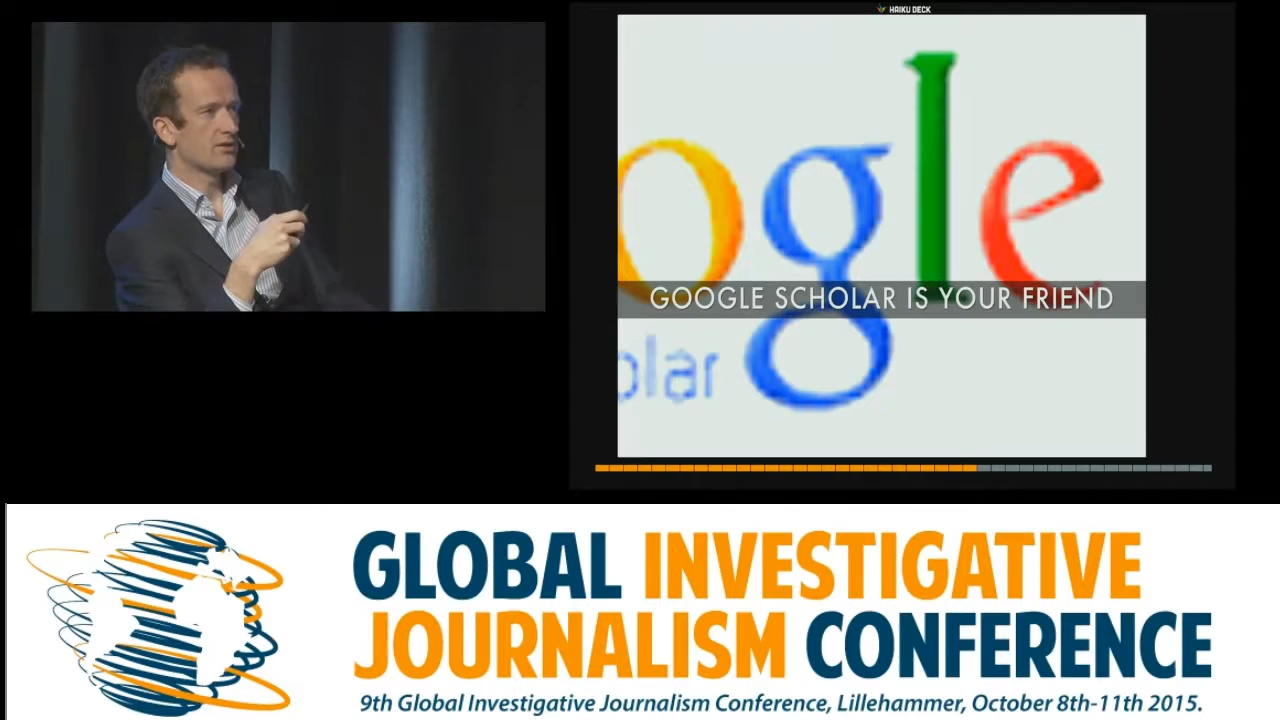 HAIKU DECK
ogle
GOOGLE SCHOLAR IS YOUR FRIEND
olar
GLOBAL INVESTIGATIVE
JOURNALISM CONFERENCE
9th Global Investigative Journalism Conference, Lillehammer, October 8th-11th 2015.